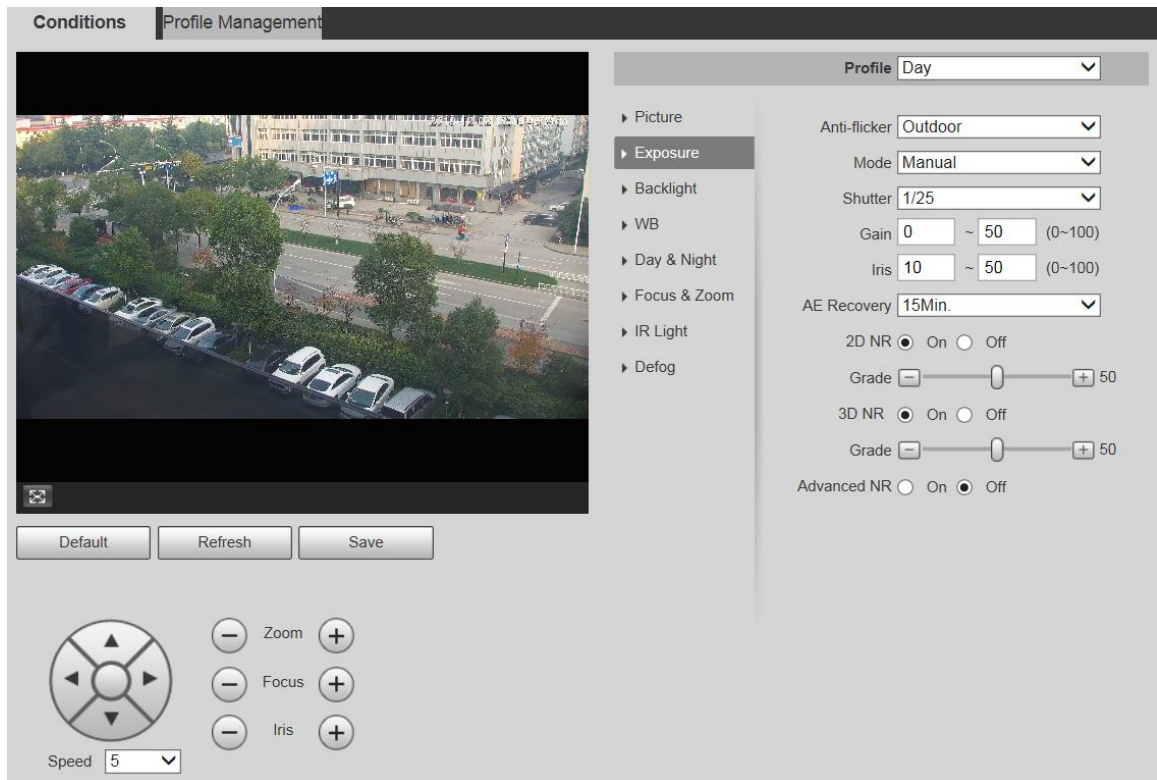 Conditions Profile Management
Profile Day
Picture
Exposure
Backlight
WB
Day & Night
Focus & Zoom
IR Light
Defog
Anti-flicker Outdoor
Mode Manual
Shutter 1/25
Gain 0 ~ 50 (0~100)
Iris 10 ~ 50 (0~100)
AE Recovery 15Min.
2D NR On Off
Grade 50
3D NR On Off
Grade 50
Advanced NR On Off
Default Refresh Save
Zoom
Focus
Iris
Speed 5